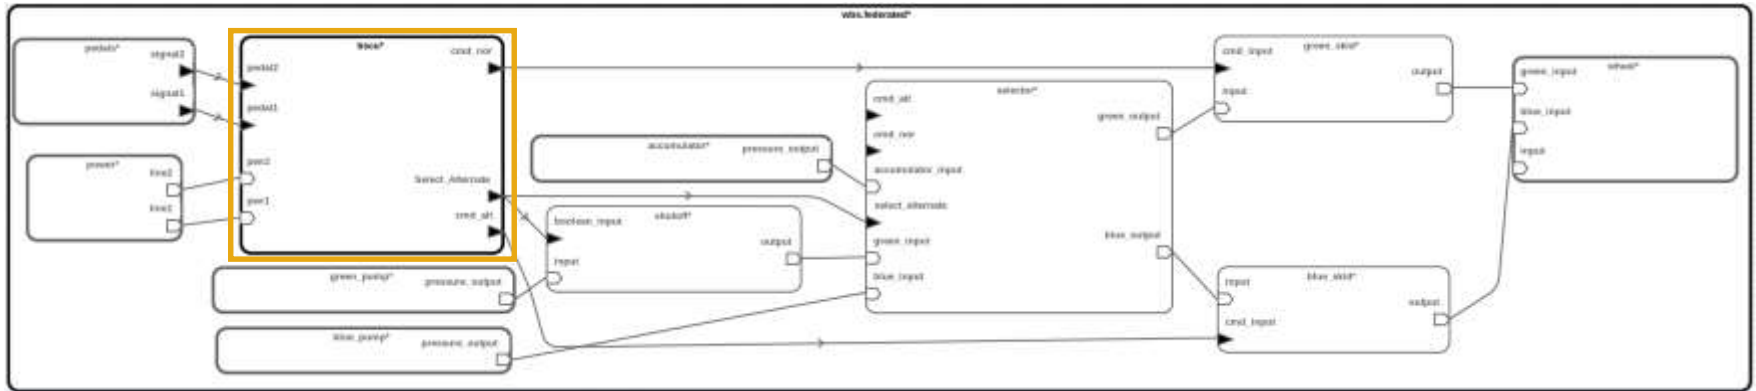 wbs.federated*
pedals*
signal2
signal1
bscu*
pedal2
pedal1
pwr2
pwr1
cmd_nor
Select_Alternate
cmd_alt
power*
line2
line1
green_pump*
pressure_output
blue_pump*
pressure_output
accumulator*
pressure_output
shutoff*
boolean_input
input
output
selector*
cmd_alt
cmd_nor
accumulator_input
select_alternate
green_input
blue_input
green_output
blue_output
green_skid*
cmd_input
input
output
blue_skid*
input
cmd_input
output
wheel*
green_input
blue_input
input